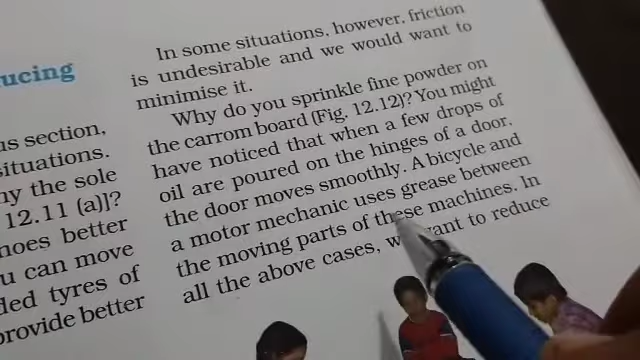 ucing
us section,
situations.
hy the sole
12.11 (a)]?
hoes better
u can move
ded tyres of
provide better
In some situations, however, friction
is undesirable and we would want to
minimise it.
Why do you sprinkle fine powder on
the carrom board (Fig. 12.12)? You might
have noticed that when a few drops of
oil are poured on the hinges of a door,
the door moves smoothly. A bicycle and
a motor mechanic uses grease between
the moving parts of these machines. In
all the above cases, want to reduce